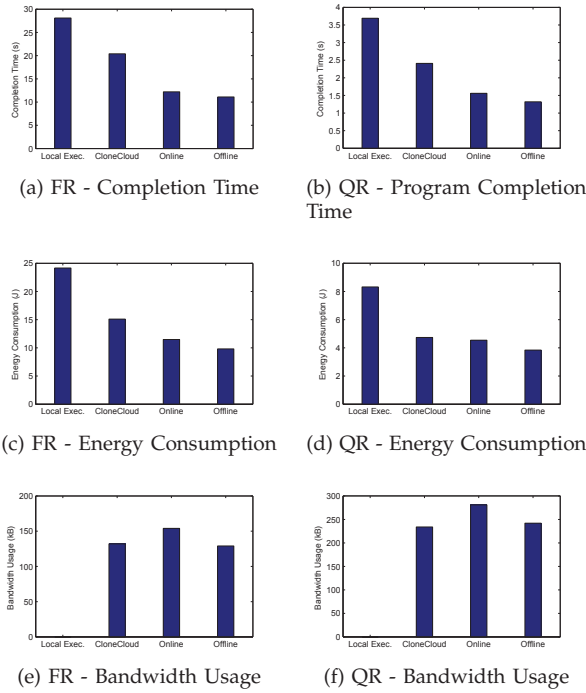 30
25
20
15
10
5
0
Completion Time (s)
Local Exec. CloneCloud Online Offline
(a) FR - Completion Time
4
3.5
3
2.5
2
1.5
1
0.5
0
Completion Time (s)
Local Exec. CloneCloud Online Offline
(b) QR - Program Completion
Time
25
20
15
10
5
0
Energy Consumption (J)
Local Exec. CloneCloud Online Offline
(c) FR - Energy Consumption
10
8
6
4
2
0
Energy Consumption (J)
Local Exec. CloneCloud Online Offline
(d) QR - Energy Consumption
200
150
100
50
0
Bandwidth Usage (kB)
Local Exec. CloneCloud Online Offline
(e) FR - Bandwidth Usage
300
250
200
150
100
50
0
Bandwidth Usage (kB)
Local Exec. CloneCloud Online Offline
(f) QR - Bandwidth Usage